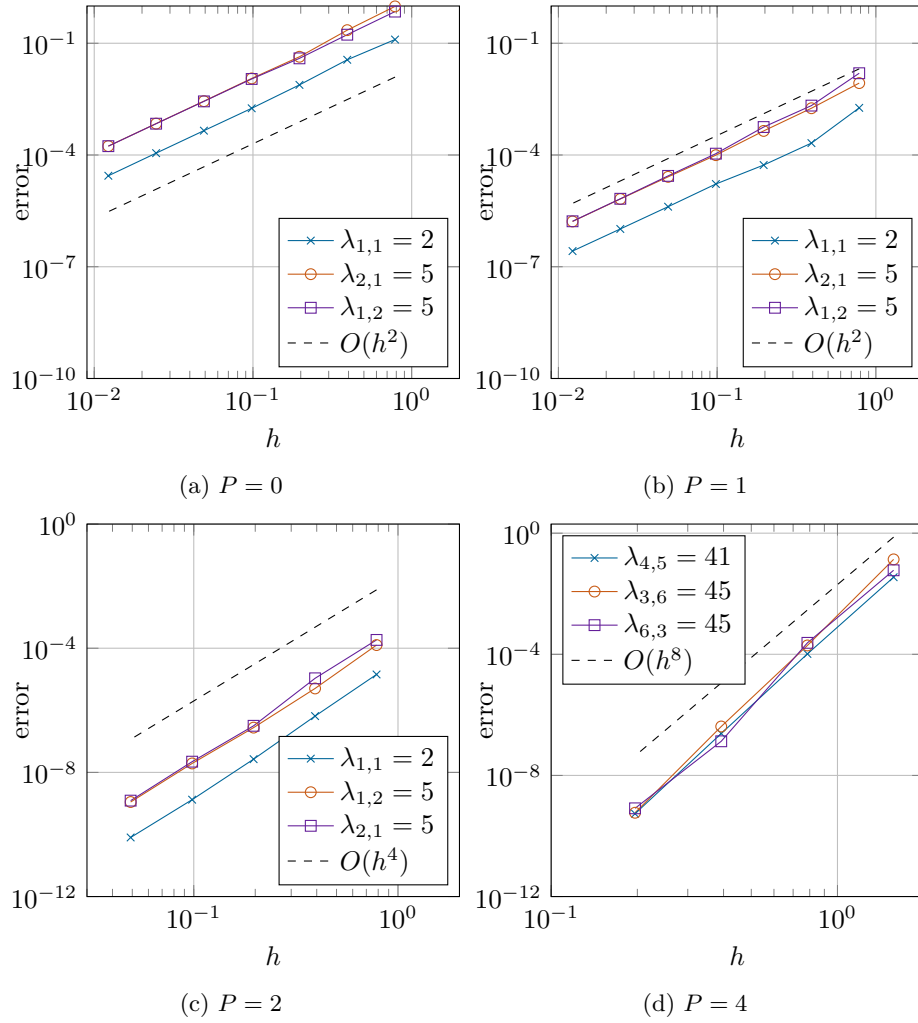 10^{-1}
10^{-4}
10^{-7}
10^{-10}
error
10^{-2}
10^{-1}
10^{0}
h
λ_{1,1} = 2
λ_{2,1} = 5
λ_{1,2} = 5
O(h^2)
(a) P = 0
10^{-1}
10^{-4}
10^{-7}
10^{-10}
error
10^{-2}
10^{-1}
10^{0}
h
λ_{1,1} = 2
λ_{2,1} = 5
λ_{1,2} = 5
O(h^2)
(b) P = 1
10^{0}
10^{-4}
10^{-8}
10^{-12}
error
10^{-1}
10^{0}
h
λ_{1,1} = 2
λ_{1,2} = 5
λ_{2,1} = 5
O(h^4)
(c) P = 2
10^{0}
10^{-4}
10^{-8}
10^{-12}
error
10^{-1}
10^{0}
h
λ_{4,5} = 41
λ_{3,6} = 45
λ_{6,3} = 45
O(h^8)
(d) P = 4